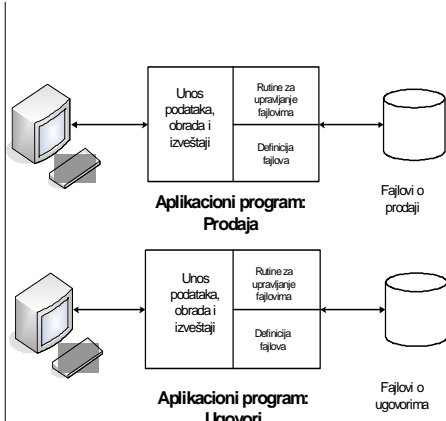 Unos
podataka,
obrada i
izveštaji
Rutine za
upravljanje
fajlovima
Definicija
fajlova
Fajlovi o
prodaji
Aplikacioni program:
Prodaja
Unos
podataka,
obrada i
izveštaji
Rutine za
upravljanje
fajlovima
Definicija
fajlova
Fajlovi o
ugovorima
Aplikacioni program:
Ugovori